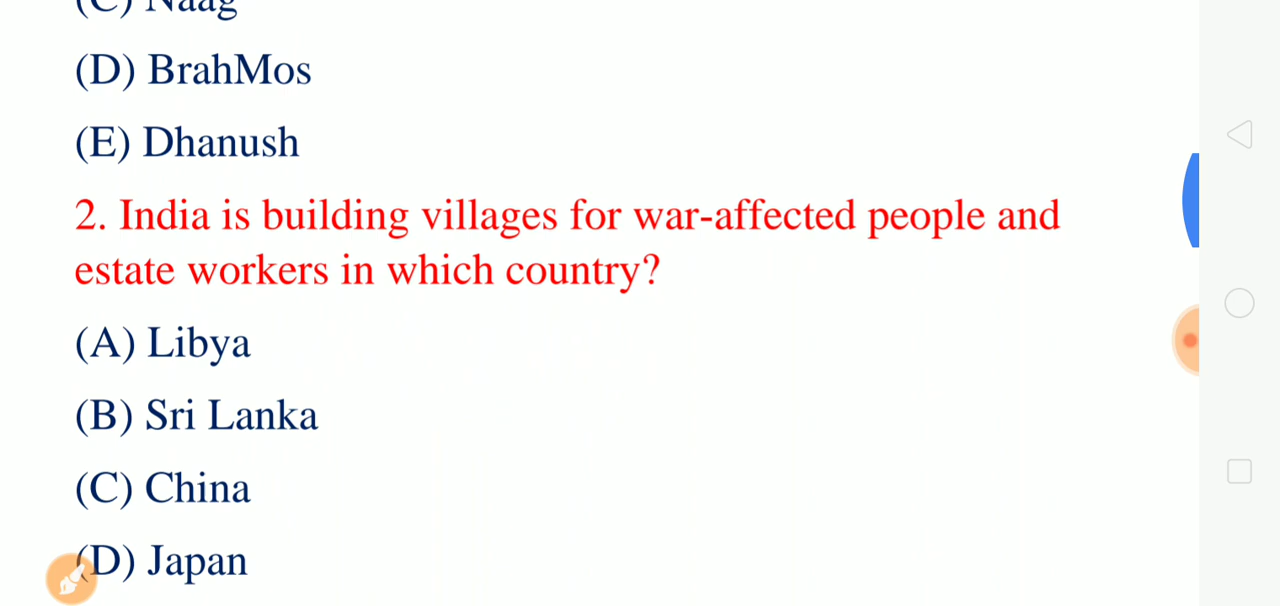 (C) Naag
(D) BrahMos
(E) Dhanush
2. India is building villages for war-affected people and
estate workers in which country?
(A) Libya
(B) Sri Lanka
(C) China
(D) Japan